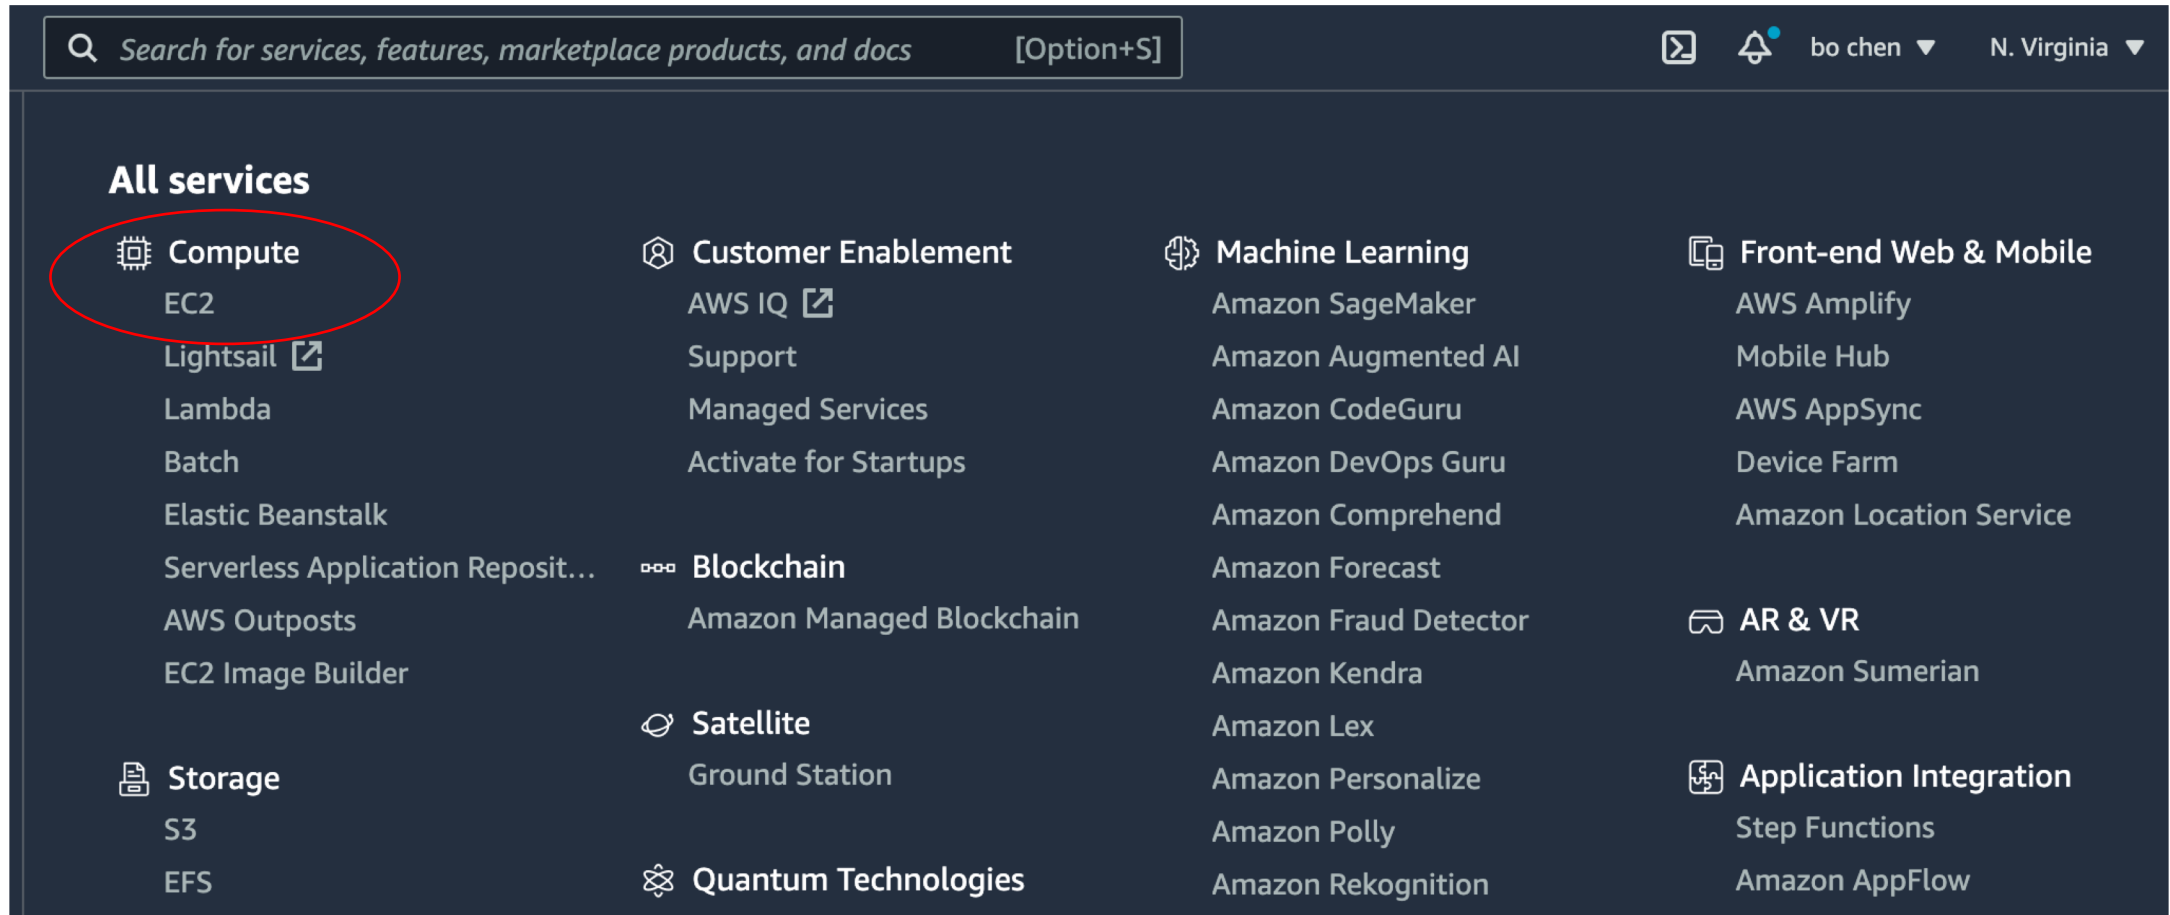 Search for services, features, marketplace products, and docs [Option+S]
bo chen
N. Virginia
All services
Compute
EC2
Lightsail
Lambda
Batch
Elastic Beanstalk
Serverless Application Reposit...
AWS Outposts
EC2 Image Builder
Storage
S3
EFS
Customer Enablement
AWS IQ
Support
Managed Services
Activate for Startups
Blockchain
Amazon Managed Blockchain
Satellite
Ground Station
Quantum Technologies
Machine Learning
Amazon SageMaker
Amazon Augmented AI
Amazon CodeGuru
Amazon DevOps Guru
Amazon Comprehend
Amazon Forecast
Amazon Fraud Detector
Amazon Kendra
Amazon Lex
Amazon Personalize
Amazon Polly
Amazon Rekognition
Front-end Web & Mobile
AWS Amplify
Mobile Hub
AWS AppSync
Device Farm
Amazon Location Service
AR & VR
Amazon Sumerian
Application Integration
Step Functions
Amazon AppFlow